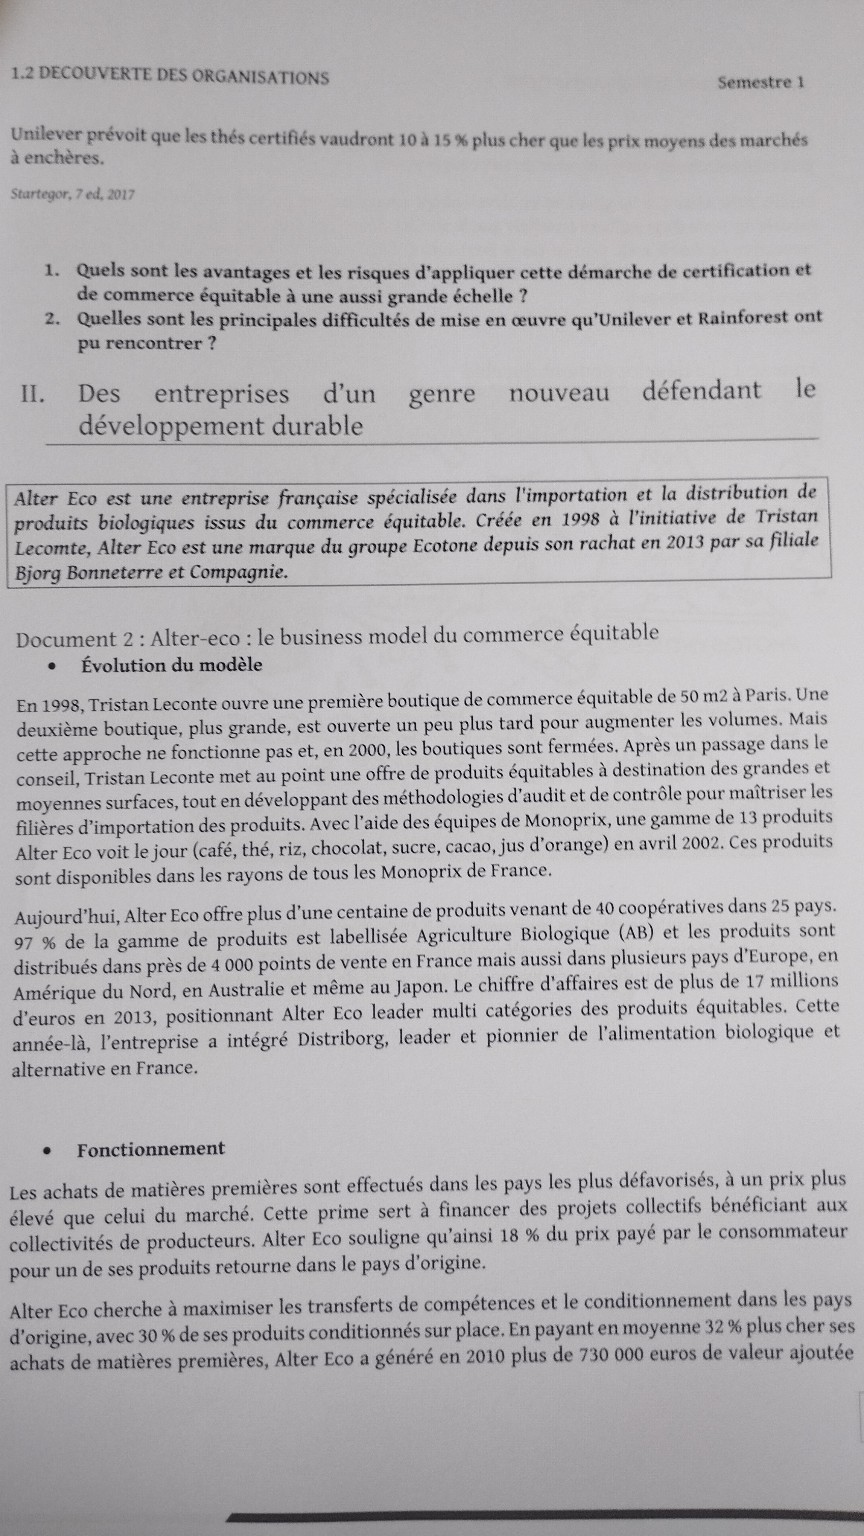 1.2 DECOUVERTE DES ORGANISATIONS
Semestre 1
Unilever prévoit que les thés certifiés vaudront 10 à 15 % plus cher que les prix moyens des marchés
à enchères.
Startegor, 7 ed, 2017
1. Quels sont les avantages et les risques d'appliquer cette démarche de certification et
de commerce équitable à une aussi grande échelle ?
2. Quelles sont les principales difficultés de mise en œuvre qu'Unilever et Rainforest ont
pu rencontrer ?
II. Des entreprises d'un genre nouveau défendant le
développement durable
Alter Eco est une entreprise française spécialisée dans l'importation et la distribution de
produits biologiques issus du commerce équitable. Créée en 1998 à l'initiative de Tristan
Lecomte, Alter Eco est une marque du groupe Ecotone depuis son rachat en 2013 par sa filiale
Bjorg Bonneterre et Compagnie.
Document 2 : Alter-eco : le business model du commerce équitable
• Évolution du modèle
En 1998, Tristan Leconte ouvre une première boutique de commerce équitable de 50 m2 à Paris. Une
deuxième boutique, plus grande, est ouverte un peu plus tard pour augmenter les volumes. Mais
cette approche ne fonctionne pas et, en 2000, les boutiques sont fermées. Après un passage dans le
conseil, Tristan Leconte met au point une offre de produits équitables à destination des grandes et
moyennes surfaces, tout en développant des méthodologies d'audit et de contrôle pour maîtriser les
filières d'importation des produits. Avec l'aide des équipes de Monoprix, une gamme de 13 produits
Alter Eco voit le jour (café, thé, riz, chocolat, sucre, cacao, jus d'orange) en avril 2002. Ces produits
sont disponibles dans les rayons de tous les Monoprix de France.
Aujourd'hui, Alter Eco offre plus d'une centaine de produits venant de 40 coopératives dans 25 pays.
97 % de la gamme de produits est labellisée Agriculture Biologique (AB) et les produits sont
distribués dans près de 4 000 points de vente en France mais aussi dans plusieurs pays d'Europe, en
Amérique du Nord, en Australie et même au Japon. Le chiffre d'affaires est de plus de 17 millions
d'euros en 2013, positionnant Alter Eco leader multi catégories des produits équitables. Cette
année-là, l'entreprise a intégré Distriborg, leader et pionnier de l'alimentation biologique et
alternative en France.
• Fonctionnement
Les achats de matières premières sont effectués dans les pays les plus défavorisés, à un prix plus
élevé que celui du marché. Cette prime sert à financer des projets collectifs bénéficiant aux
collectivités de producteurs. Alter Eco souligne qu'ainsi 18 % du prix payé par le consommateur
pour un de ses produits retourne dans le pays d'origine.
Alter Eco cherche à maximiser les transferts de compétences et le conditionnement dans les pays
d'origine, avec 30 % de ses produits conditionnés sur place. En payant en moyenne 32 % plus cher ses
achats de matières premières, Alter Eco a généré en 2010 plus de 730 000 euros de valeur ajoutée